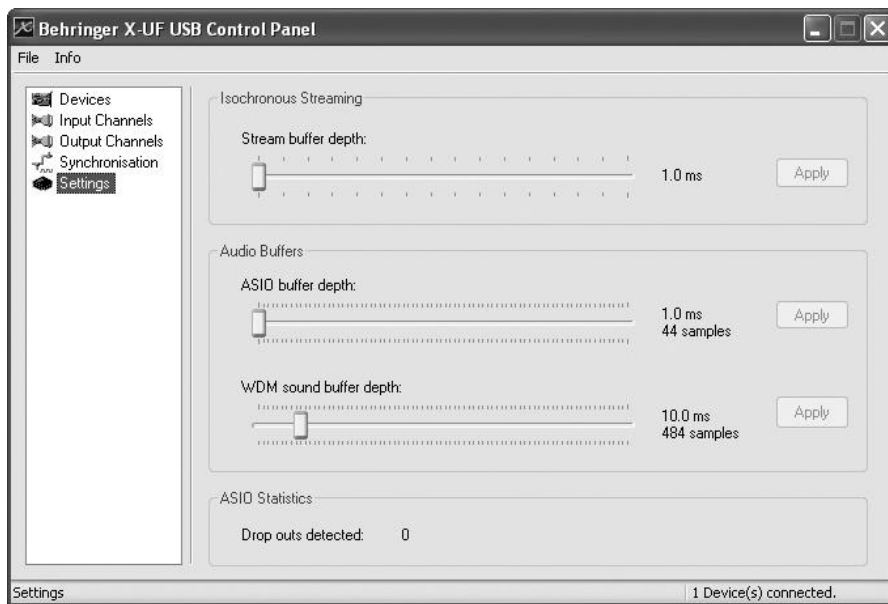 Behringer X-UF USB Control Panel
File Info
Devices
Input Channels
Output Channels
Synchronisation
Settings
Isochronous Streaming
Stream buffer depth:
1.0 ms
Apply
Audio Buffers
ASIO buffer depth:
1.0 ms
44 samples
Apply
WDM sound buffer depth:
10.0 ms
484 samples
Apply
ASIO Statistics
Drop outs detected: 0
Settings
1 Device(s) connected.